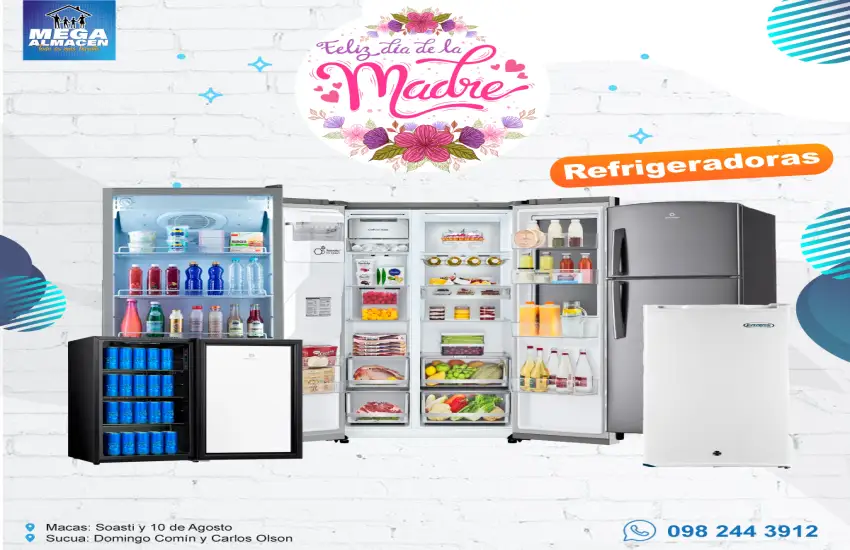 MEGA
ALMACÉN
Feliz día de la
Madre
Refrigeradoras
Macas: Soasti y 10 de Agosto
Sucua: Domingo Comín y Carlos Olson
098 244 3912